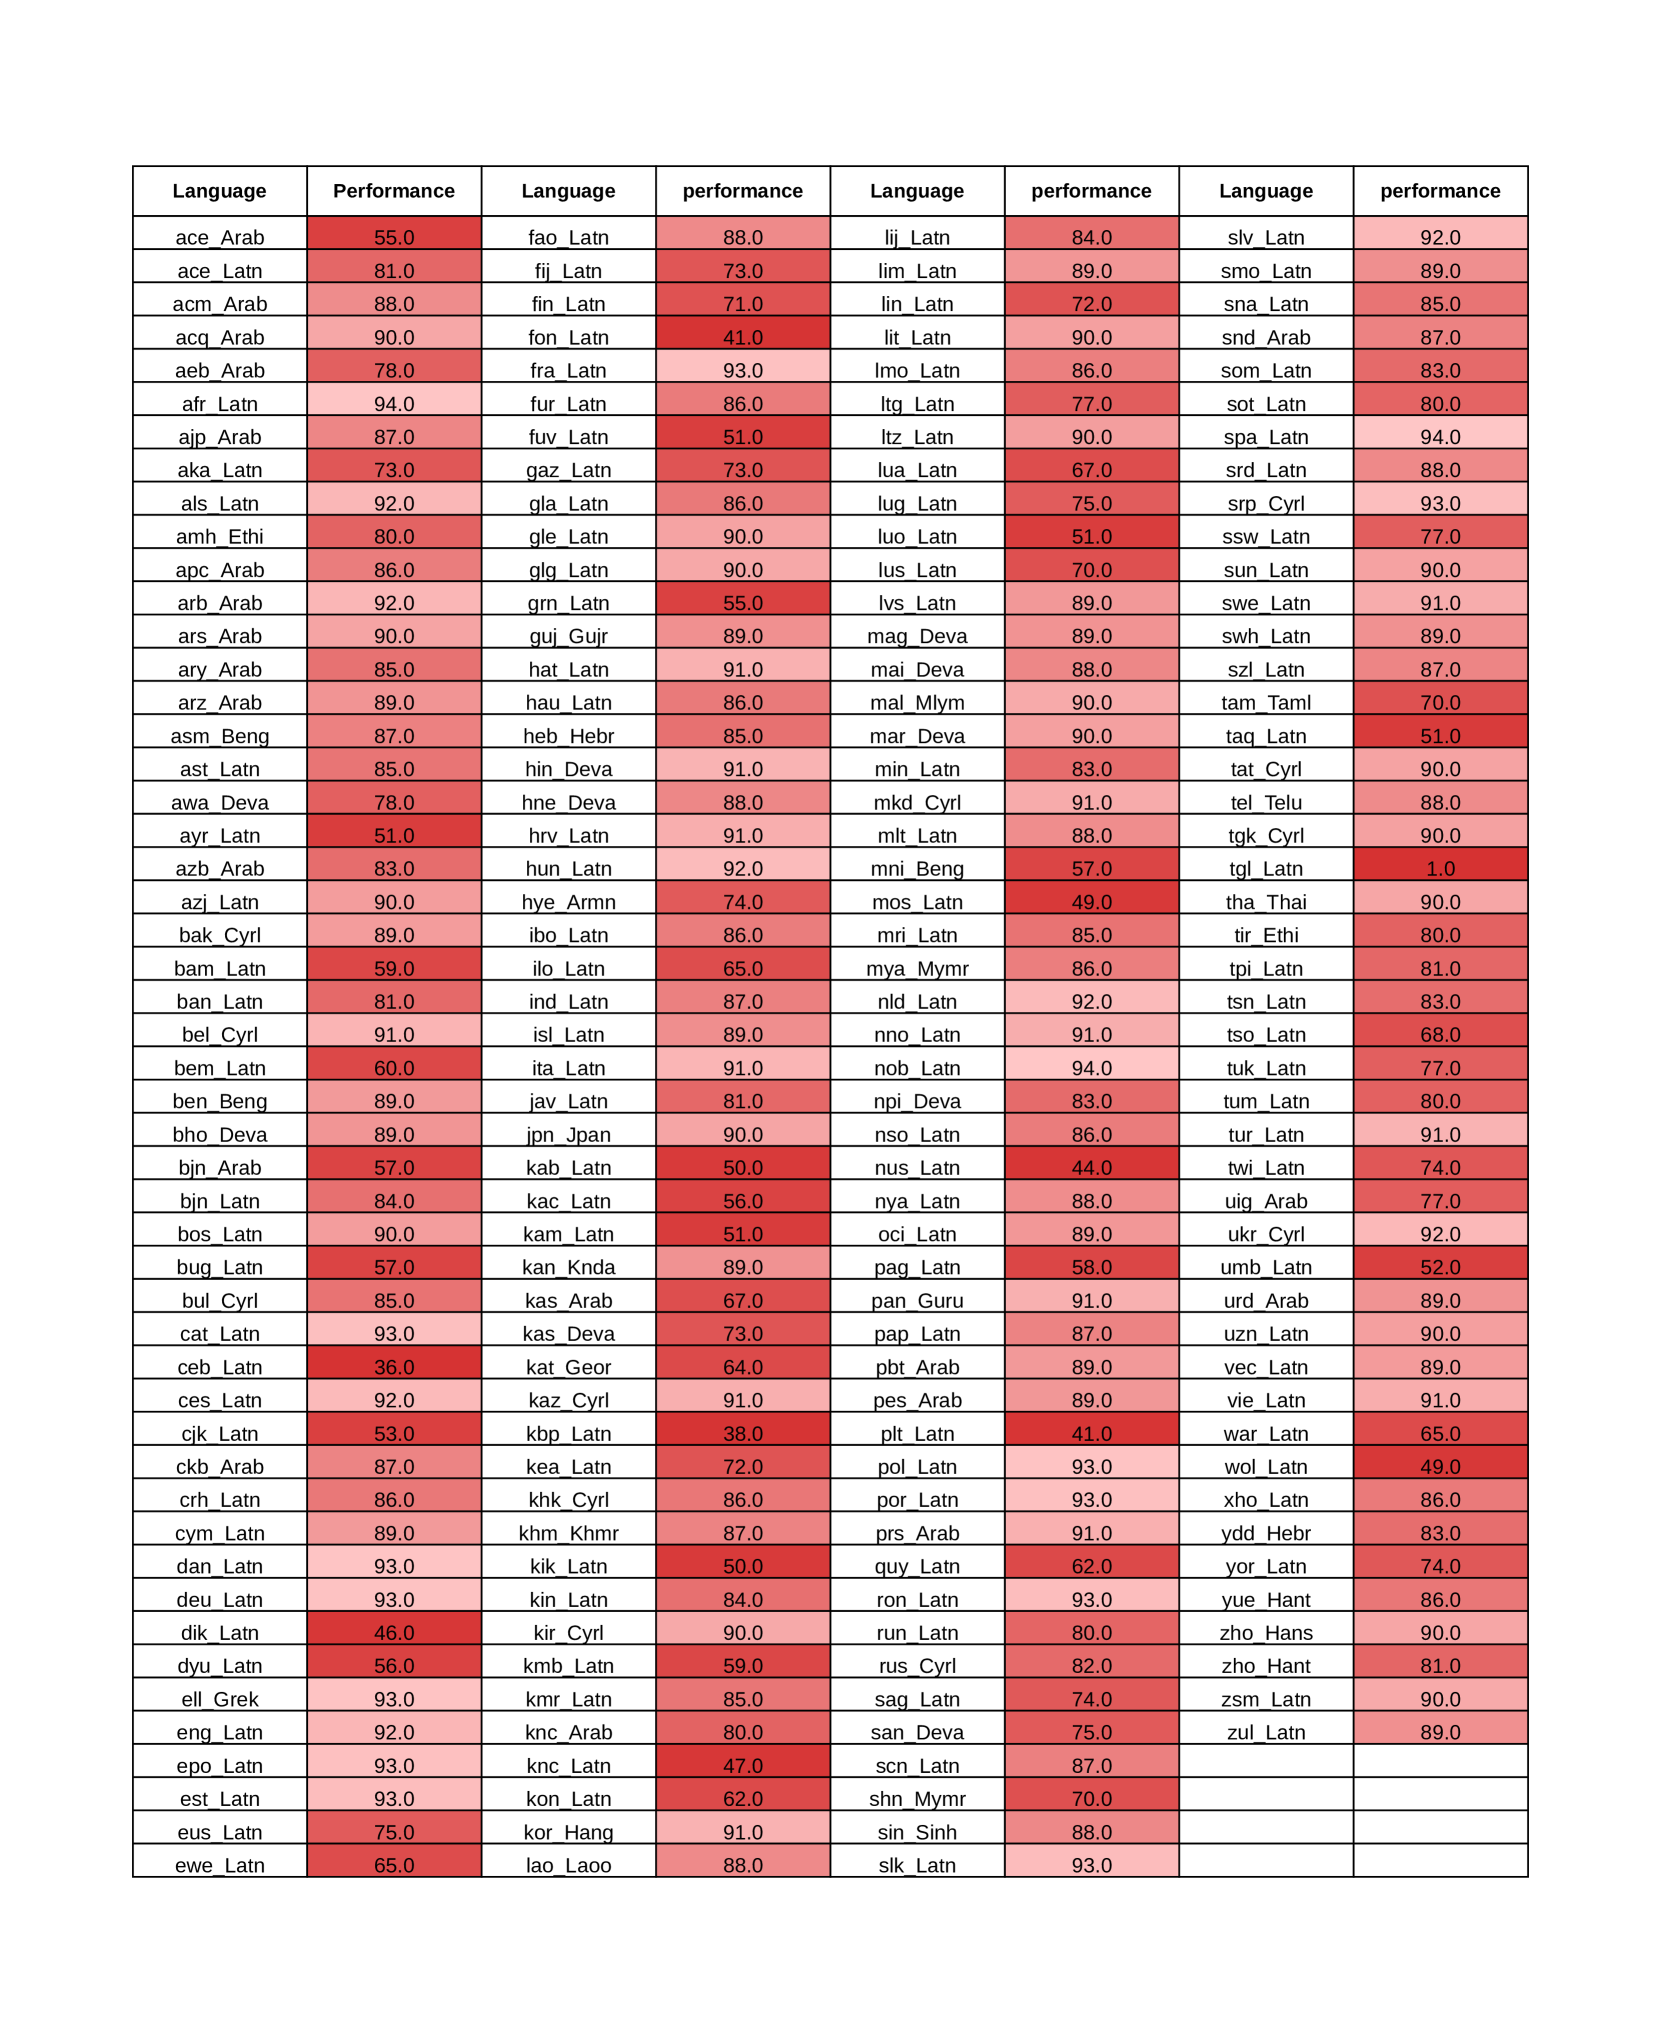 Language Performance Language performance Language performance Language performance
ace_Arab 55.0 fao_Latn 88.0 lij_Latn 84.0 slv_Latn 92.0
ace_Latn 81.0 fij_Latn 73.0 lim_Latn 89.0 smo_Latn 89.0
acm_Arab 88.0 fin_Latn 71.0 lin_Latn 72.0 sna_Latn 85.0
acq_Arab 90.0 fon_Latn 41.0 lit_Latn 90.0 snd_Arab 87.0
aeb_Arab 78.0 fra_Latn 93.0 lmo_Latn 86.0 som_Latn 83.0
afr_Latn 94.0 fur_Latn 86.0 ltg_Latn 77.0 sot_Latn 80.0
ajp_Arab 87.0 fuv_Latn 51.0 ltz_Latn 90.0 spa_Latn 94.0
aka_Latn 73.0 gaz_Latn 73.0 lua_Latn 67.0 srd_Latn 88.0
als_Latn 92.0 gla_Latn 86.0 lug_Latn 75.0 srp_Cyrl 93.0
amh_Ethi 80.0 gle_Latn 90.0 luo_Latn 51.0 ssw_Latn 77.0
apc_Arab 86.0 glg_Latn 90.0 lus_Latn 70.0 sun_Latn 90.0
arb_Arab 92.0 grn_Latn 55.0 lvs_Latn 89.0 swe_Latn 91.0
ars_Arab 90.0 guj_Gujr 89.0 mag_Deva 89.0 swh_Latn 89.0
ary_Arab 85.0 hat_Latn 91.0 mai_Deva 88.0 szl_Latn 87.0
arz_Arab 89.0 hau_Latn 86.0 mal_Mlym 90.0 tam_Taml 70.0
asm_Beng 87.0 heb_Hebr 85.0 mar_Deva 90.0 taq_Latn 51.0
ast_Latn 85.0 hin_Deva 91.0 min_Latn 83.0 tat_Cyrl 90.0
awa_Deva 78.0 hne_Deva 88.0 mkd_Cyrl 91.0 tel_Telu 88.0
ayr_Latn 51.0 hrv_Latn 91.0 mlt_Latn 88.0 tgk_Cyrl 90.0
azb_Arab 83.0 hun_Latn 92.0 mni_Beng 57.0 tgl_Latn 1.0
azj_Latn 90.0 hye_Armn 74.0 mos_Latn 49.0 tha_Thai 90.0
bak_Cyrl 89.0 ibo_Latn 86.0 mri_Latn 85.0 tir_Ethi 80.0
bam_Latn 59.0 ilo_Latn 65.0 mya_Mymr 86.0 tpi_Latn 81.0
ban_Latn 81.0 ind_Latn 87.0 nld_Latn 92.0 tsn_Latn 83.0
bel_Cyrl 91.0 isl_Latn 89.0 nno_Latn 91.0 tso_Latn 68.0
bem_Latn 60.0 ita_Latn 91.0 nob_Latn 94.0 tuk_Latn 77.0
ben_Beng 89.0 jav_Latn 81.0 npi_Deva 83.0 tum_Latn 80.0
bho_Deva 89.0 jpn_Jpan 90.0 nso_Latn 86.0 tur_Latn 91.0
bjn_Arab 57.0 kab_Latn 50.0 nus_Latn 44.0 twi_Latn 74.0
bjn_Latn 84.0 kac_Latn 56.0 nya_Latn 88.0 uig_Arab 77.0
bos_Latn 90.0 kam_Latn 51.0 oci_Latn 89.0 ukr_Cyrl 92.0
bug_Latn 57.0 kan_Knda 89.0 pag_Latn 58.0 umb_Latn 52.0
bul_Cyrl 85.0 kas_Arab 67.0 pan_Guru 91.0 urd_Arab 89.0
cat_Latn 93.0 kas_Deva 73.0 pap_Latn 87.0 uzn_Latn 90.0
ceb_Latn 36.0 kat_Geor 64.0 pbt_Arab 89.0 vec_Latn 89.0
ces_Latn 92.0 kaz_Cyrl 91.0 pes_Arab 89.0 vie_Latn 91.0
cjk_Latn 53.0 kbp_Latn 38.0 plt_Latn 41.0 war_Latn 65.0
ckb_Arab 87.0 kea_Latn 72.0 pol_Latn 93.0 wol_Latn 49.0
crh_Latn 86.0 khk_Cyrl 86.0 por_Latn 93.0 xho_Latn 86.0
cym_Latn 89.0 khm_Khmr 87.0 prs_Arab 91.0 ydd_Hebr 83.0
dan_Latn 93.0 kik_Latn 50.0 quy_Latn 62.0 yor_Latn 74.0
deu_Latn 93.0 kin_Latn 84.0 ron_Latn 93.0 yue_Hant 86.0
dik_Latn 46.0 kir_Cyrl 90.0 run_Latn 80.0 zho_Hans 90.0
dyu_Latn 56.0 kmb_Latn 59.0 rus_Cyrl 82.0 zho_Hant 81.0
ell_Grek 93.0 kmr_Latn 85.0 sag_Latn 74.0 zsm_Latn 90.0
eng_Latn 92.0 knc_Arab 80.0 san_Deva 75.0 zul_Latn 89.0
epo_Latn 93.0 knc_Latn 47.0 scn_Latn 87.0
est_Latn 93.0 kon_Latn 62.0 shn_Mymr 70.0
eus_Latn 75.0 kor_Hang 91.0 sin_Sinh 88.0
ewe_Latn 65.0 lao_Laoo 88.0 slk_Latn 93.0